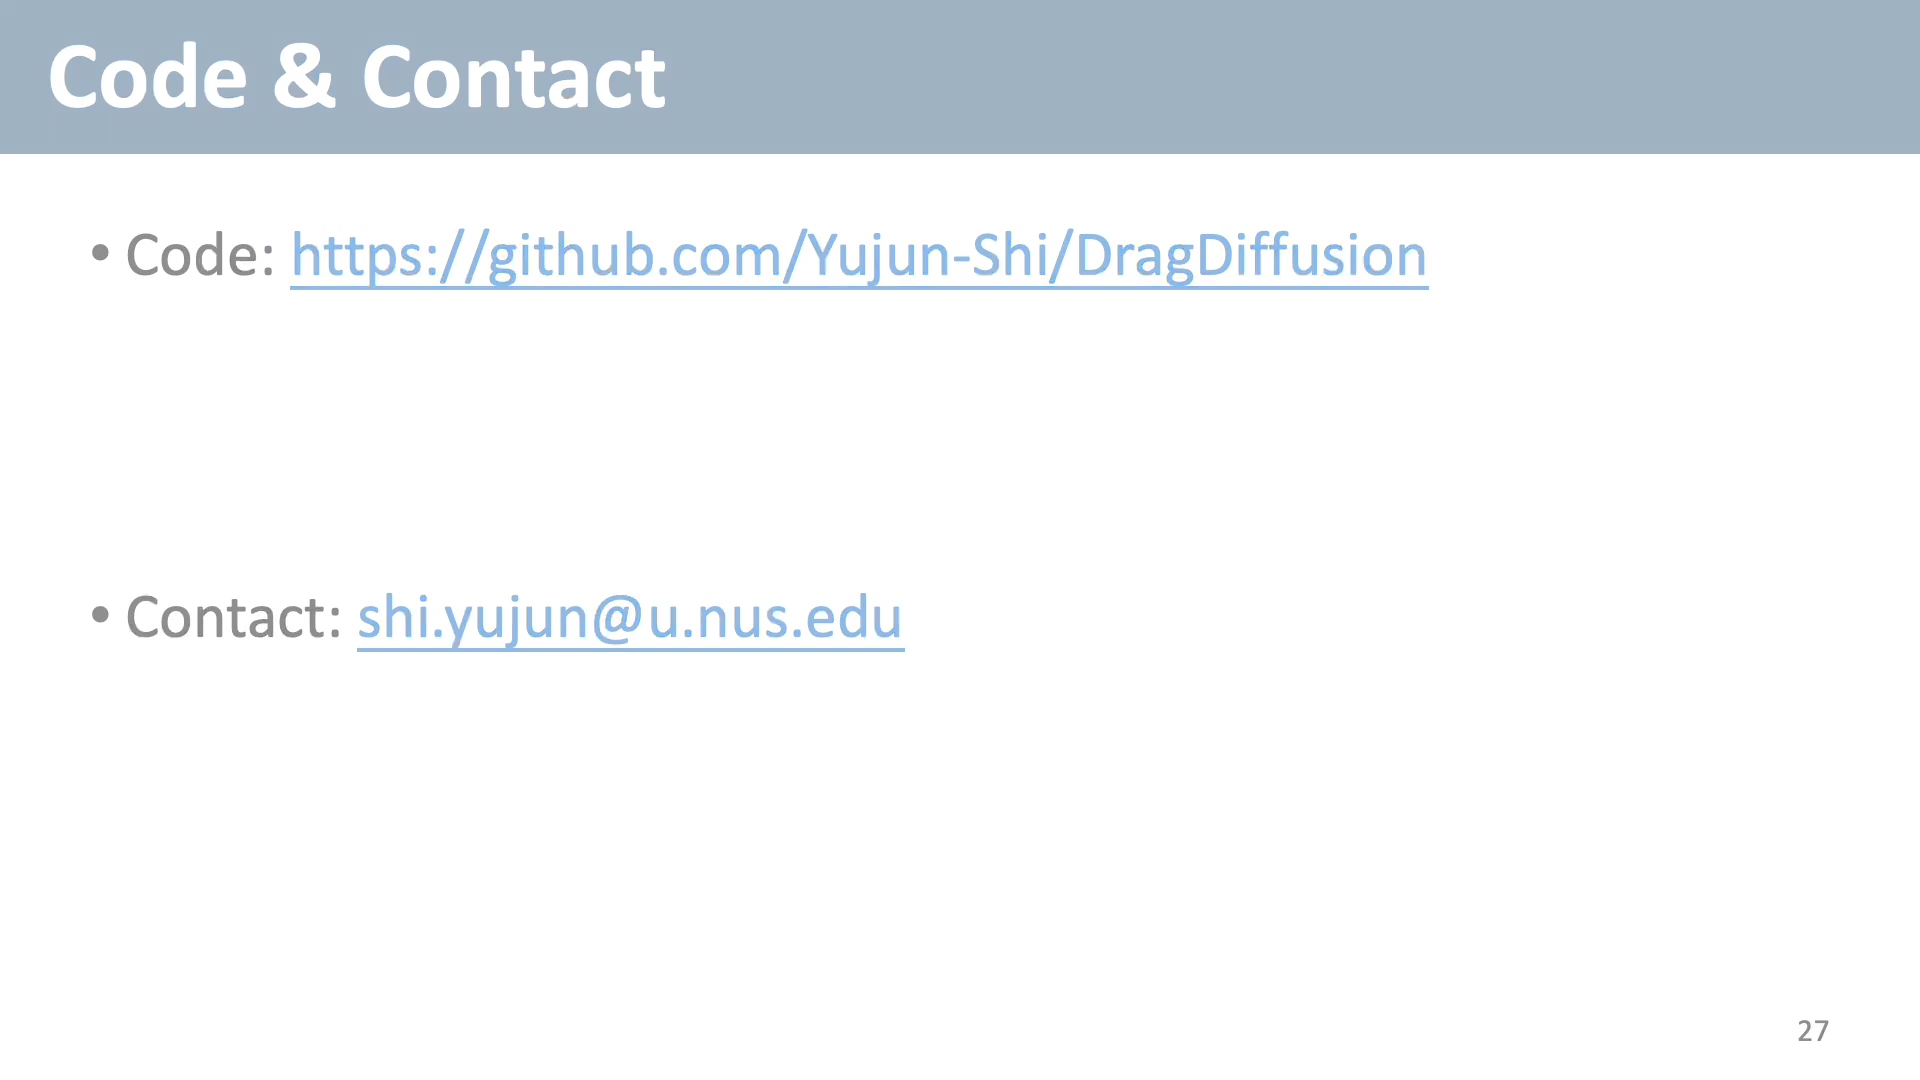 Code & Contact
• Code: https://github.com/Yujun-Shi/DragDiffusion
• Contact: shi.yujun@u.nus.edu
27